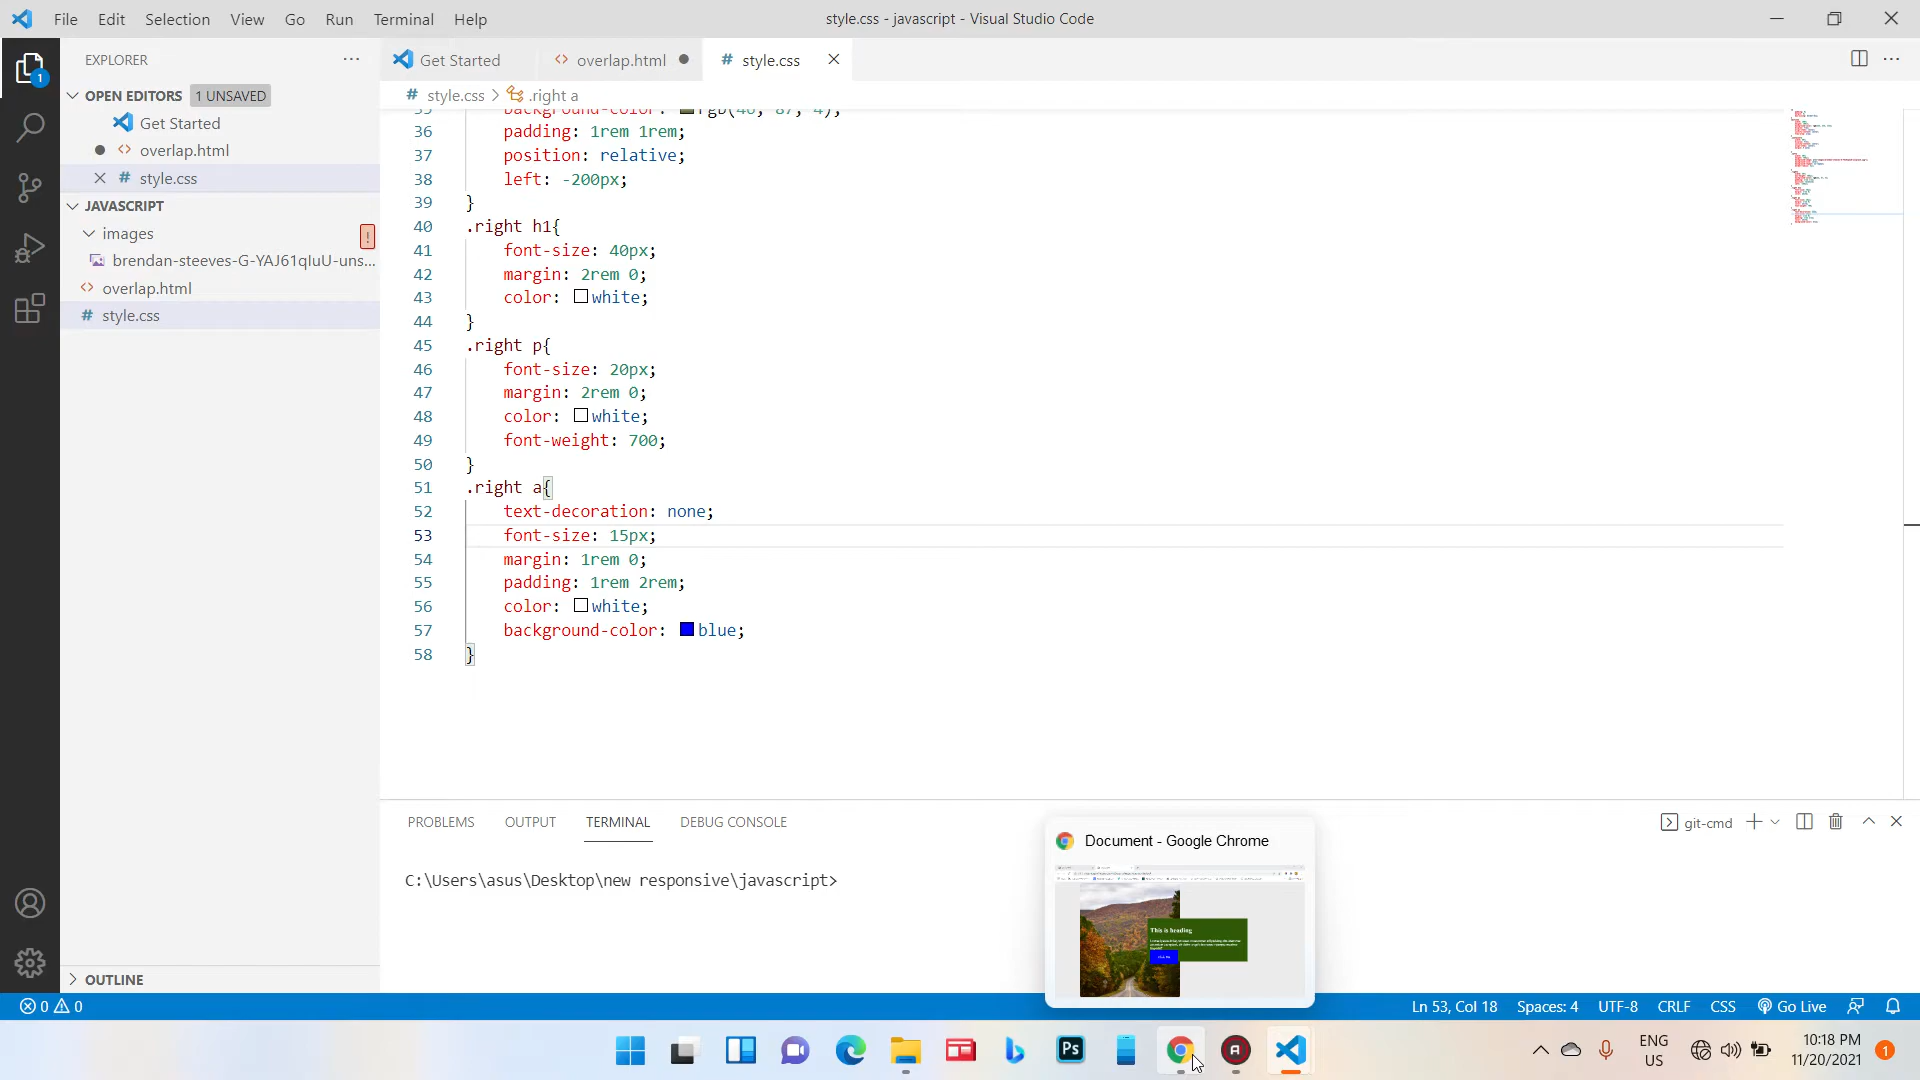 File Edit Selection View Go Run Terminal Help
style.css - javascript - Visual Studio Code
EXPLORER
Get Started
overlap.html
style.css
OPEN EDITORS 1 UNSAVED
style.css > .right a
Get Started
overlap.html
style.css
JAVASCRIPT
images
brendan-steeves-G-YAJ61qIuU-uns...
overlap.html
style.css
36 padding: 1rem 1rem;
37 position: relative;
38 left: -200px;
39 }
40 .right h1{
41 font-size: 40px;
42 margin: 2rem 0;
43 color: white;
44 }
45 .right p{
46 font-size: 20px;
47 margin: 2rem 0;
48 color: white;
49 font-weight: 700;
50 }
51 .right a{
52 text-decoration: none;
53 font-size: 15px;
54 margin: 1rem 0;
55 padding: 1rem 2rem;
56 color: white;
57 background-color: blue;
58 }
PROBLEMS OUTPUT TERMINAL DEBUG CONSOLE
git-cmd
C:\Users\asus\Desktop\new responsive\javascript>
Document - Google Chrome
This is heading
OUTLINE
0 0
Ln 53, Col 18 Spaces: 4 UTF-8 CRLF CSS Go Live
Ps
ENG
US
10:18 PM
11/20/2021
1